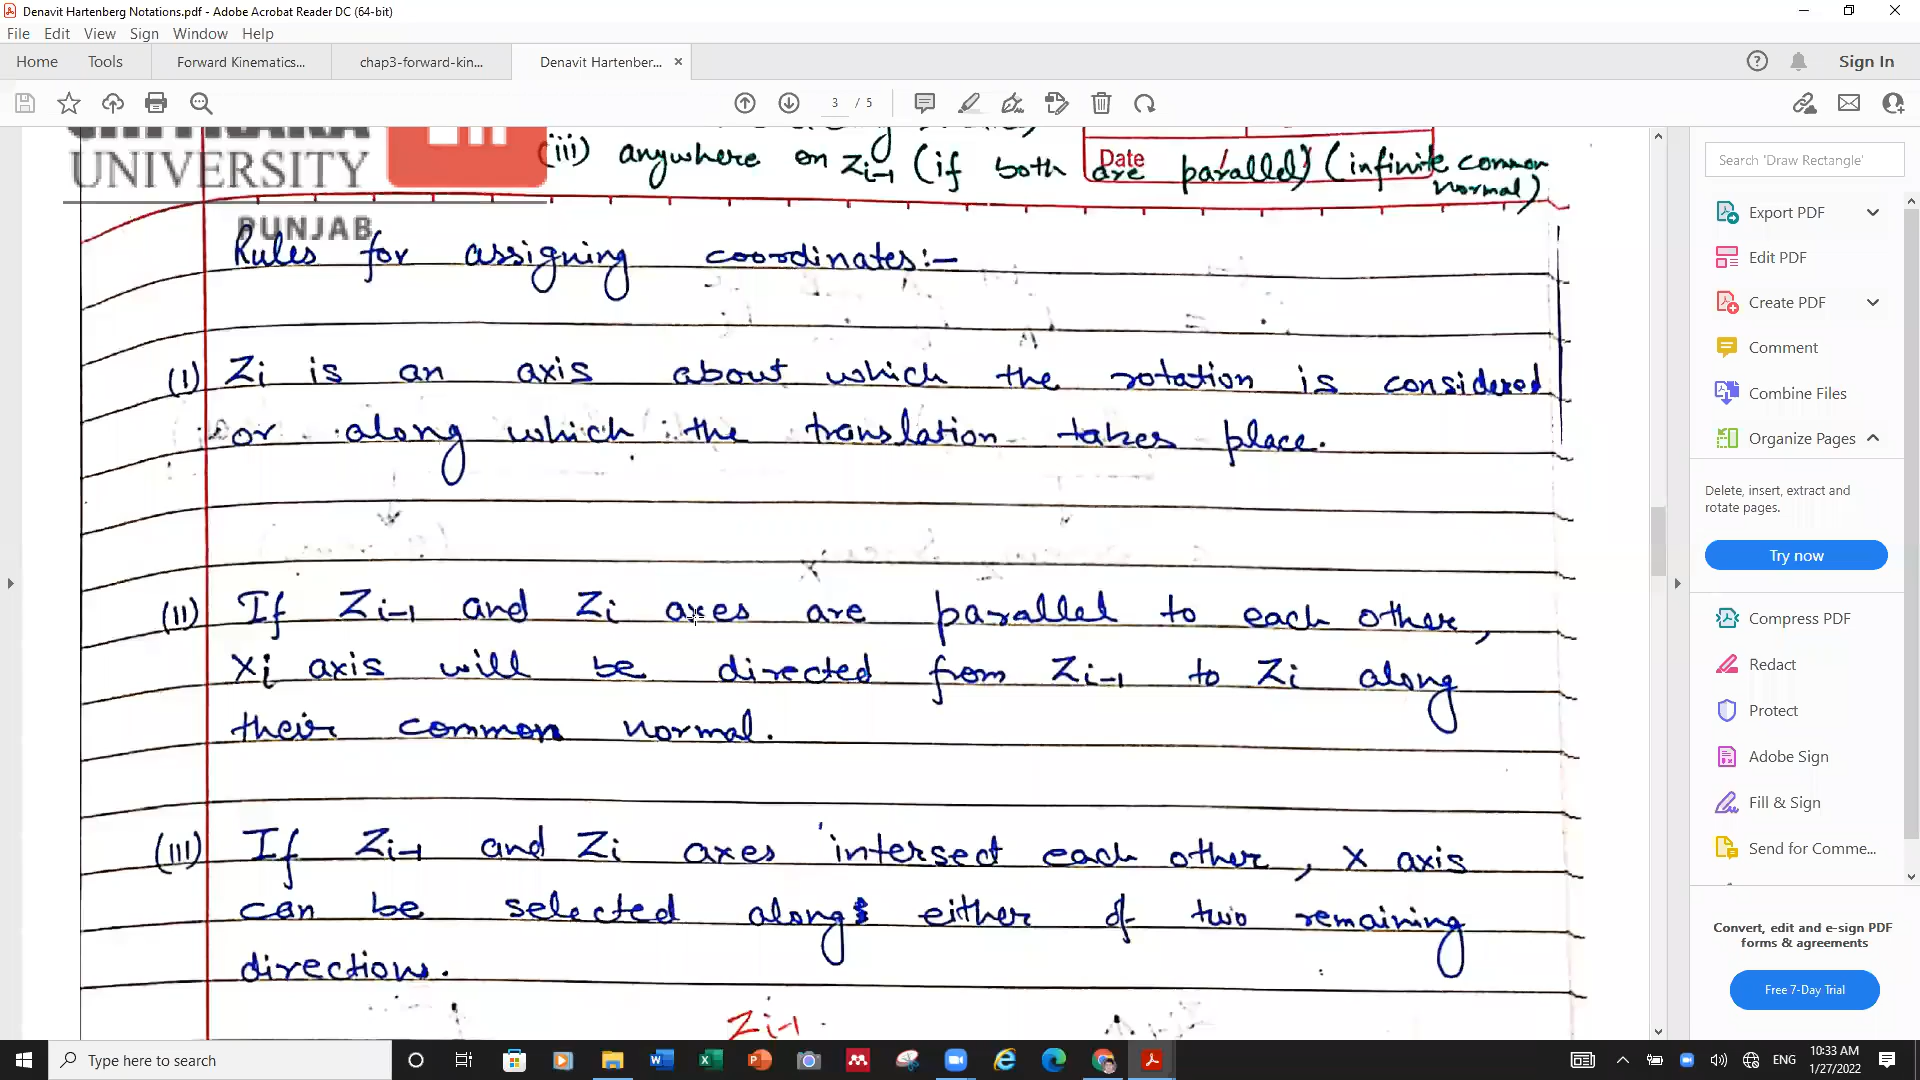 Denavit Hartenberg Notations.pdf - Adobe Acrobat Reader DC (64-bit)
File Edit View Sign Window Help
Home Tools Forward Kinematics... chap3-forward-kin... Denavit Hartenber... × Sign In
3 / 5
UNIVERSITY
PUNJAB
Date
(iii) anywhere on Zi-1 (if both are parallel) (infinite common
normal)
Rules for assigning coordinates:-
(I) Zi is an axis about which the rotation is considered
or along which the translation takes place.
(II) If Zi-1 and Zi axes are parallel to each other,
Xi axis will be directed from Zi-1 to Zi along
their common normal.
(III) If Zi-1 and Zi axes intersect each other, X axis
can be selected along either of two remaining
directions.
Zi-1
Search 'Draw Rectangle'
Export PDF
Edit PDF
Create PDF
Comment
Combine Files
Organize Pages
Delete, insert, extract and
rotate pages.
Try now
Compress PDF
Redact
Protect
Adobe Sign
Fill & Sign
Send for Comme...
Convert, edit and e-sign PDF
forms & agreements
Free 7-Day Trial
Type here to search
ENG
10:33 AM
1/27/2022